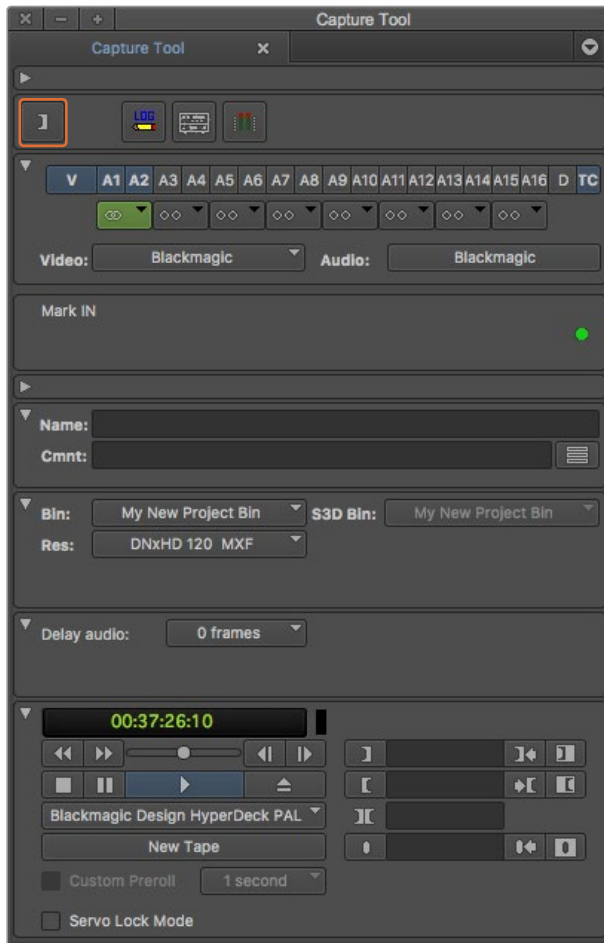 Capture Tool
Capture Tool
LOG
V A1 A2 A3 A4 A5 A6 A7 A8 A9 A10 A11 A12 A13 A14 A15 A16 D TC
Video: Blackmagic Audio: Blackmagic
Mark IN
Name:
Cmnt:
Bin: My New Project Bin S3D Bin: My New Project Bin
Res: DNxHD 120 MXF
Delay audio: 0 frames
00:37:26:10
Blackmagic Design HyperDeck PAL
New Tape
Custom Preroll 1 second
Servo Lock Mode